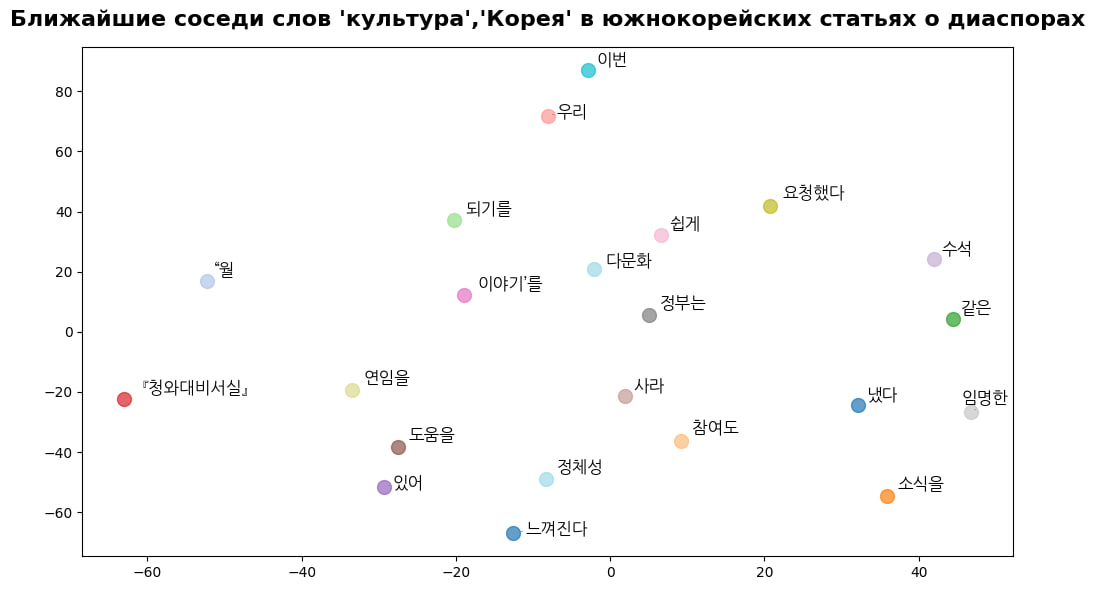 Ближайшие соседи слов 'культура','Корея' в южнокорейских статьях о диаспорах
이번
80
우리
60
요청했다
40
되기를
쉽게
수석
다문화
“월
20
이야기'를
정부는
같은
0
『청와대비서실』
연임을
사라
냈다
임명한
-20
참여도
도움을
-40
정체성
있어
소식을
느껴진다
-60
-60 -40 -20 0 20 40